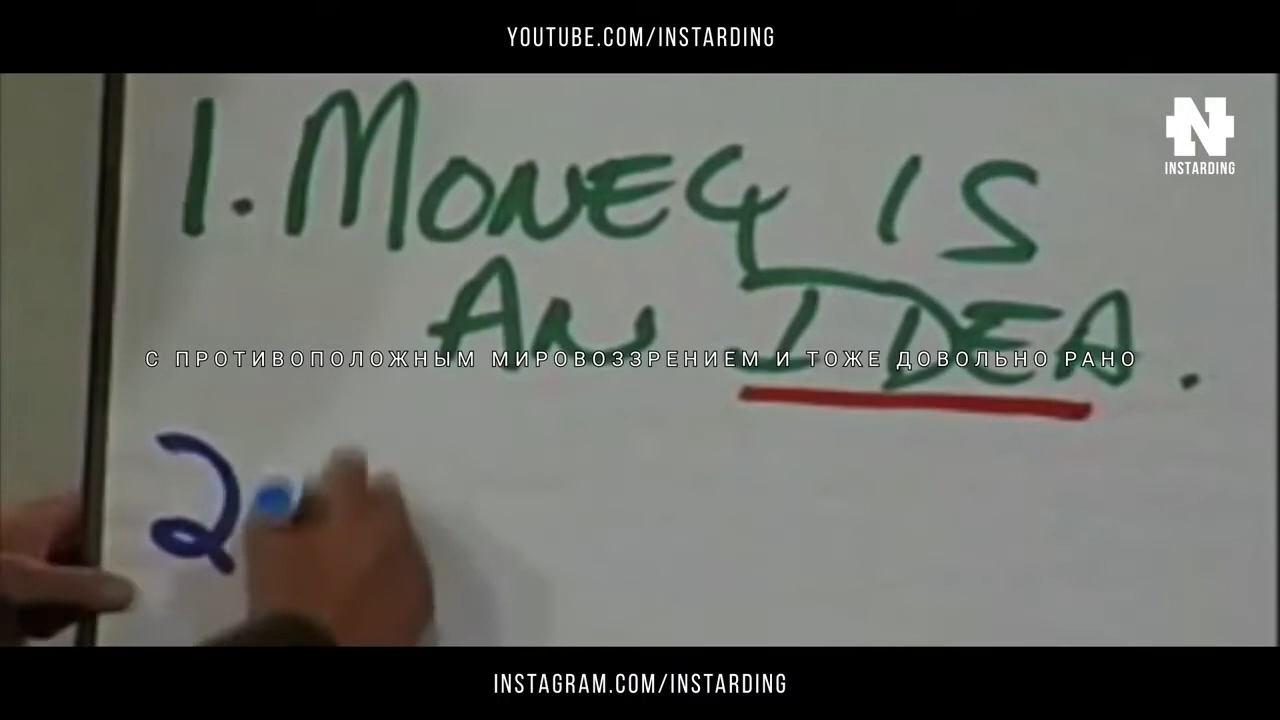 YOUTUBE.COM/INSTARDING
N
INSTARDING
1. MONEY IS
AN IDEA.
С ПРОТИВОПОЛОЖНЫМ МИРОВОЗЗРЕНИЕМ И ТОЖЕ ДОВОЛЬНО РАНО
2
INSTAGRAM.COM/INSTARDING